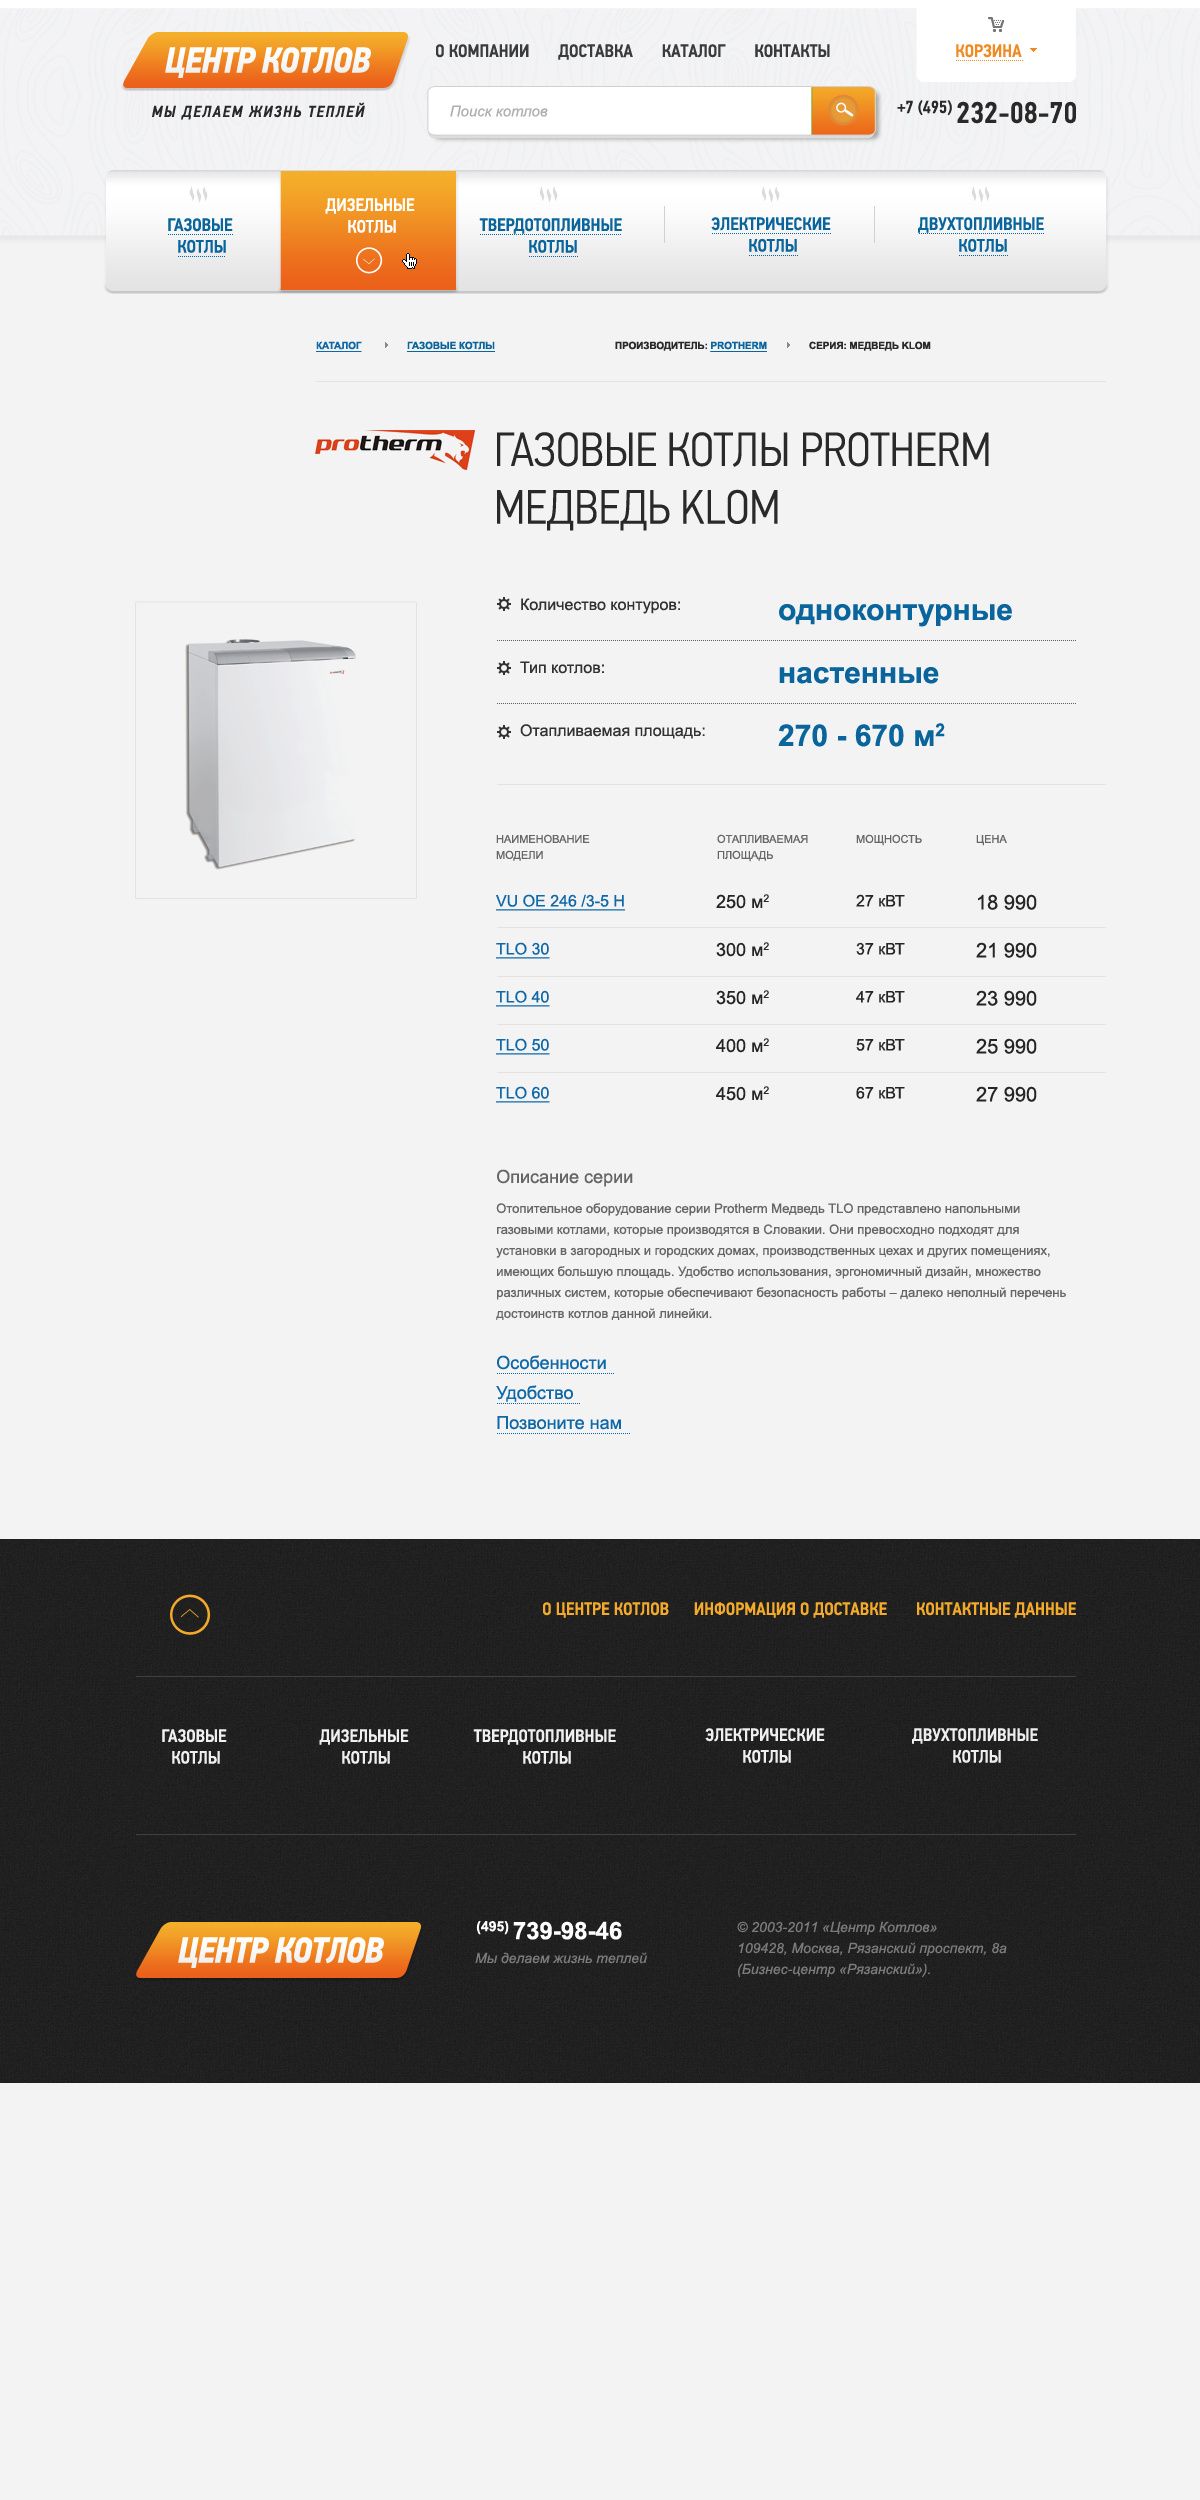 ЦЕНТР КОТЛОВ
МЫ ДЕЛАЕМ ЖИЗНЬ ТЕПЛЕЙ
О КОМПАНИИ ДОСТАВКА КАТАЛОГ КОНТАКТЫ
КОРЗИНА
Поиск котлов
+7 (495) 232-08-70
ГАЗОВЫЕ
КОТЛЫ
ДИЗЕЛЬНЫЕ
КОТЛЫ
ТВЕРДОТОПЛИВНЫЕ
КОТЛЫ
ЭЛЕКТРИЧЕСКИЕ
КОТЛЫ
ДВУХТОПЛИВНЫЕ
КОТЛЫ
КАТАЛОГ ГАЗОВЫЕ КОТЛЫ ПРОИЗВОДИТЕЛЬ: PROTHERM СЕРИЯ: МЕДВЕДЬ KLOM
protherm
ГАЗОВЫЕ КОТЛЫ PROTHERM
МЕДВЕДЬ KLOM
Количество контуров: одноконтурные
Тип котлов: настенные
Отапливаемая площадь: 270 - 670 м²
НАИМЕНОВАНИЕ
МОДЕЛИ
ОТАПЛИВАЕМАЯ
ПЛОЩАДЬ
МОЩНОСТЬ
ЦЕНА
VU OE 246 /3-5 H 250 м² 27 кВТ 18 990
TLO 30 300 м² 37 кВТ 21 990
TLO 40 350 м² 47 кВТ 23 990
TLO 50 400 м² 57 кВТ 25 990
TLO 60 450 м² 67 кВТ 27 990
Описание серии
Отопительное оборудование серии Protherm Медведь TLO представлено напольными
газовыми котлами, которые производятся в Словакии. Они превосходно подходят для
установки в загородных и городских домах, производственных цехах и других помещениях,
имеющих большую площадь. Удобство использования, эргономичный дизайн, множество
различных систем, которые обеспечивают безопасность работы – далеко неполный перечень
достоинств котлов данной линейки.
Особенности
Удобство
Позвоните нам
О ЦЕНТРЕ КОТЛОВ ИНФОРМАЦИЯ О ДОСТАВКЕ КОНТАКТНЫЕ ДАННЫЕ
ГАЗОВЫЕ
КОТЛЫ
ДИЗЕЛЬНЫЕ
КОТЛЫ
ТВЕРДОТОПЛИВНЫЕ
КОТЛЫ
ЭЛЕКТРИЧЕСКИЕ
КОТЛЫ
ДВУХТОПЛИВНЫЕ
КОТЛЫ
ЦЕНТР КОТЛОВ
(495) 739-98-46
Мы делаем жизнь теплей
© 2003-2011 «Центр Котлов»
109428, Москва, Рязанский проспект, 8а
(Бизнес-центр «Рязанский»).